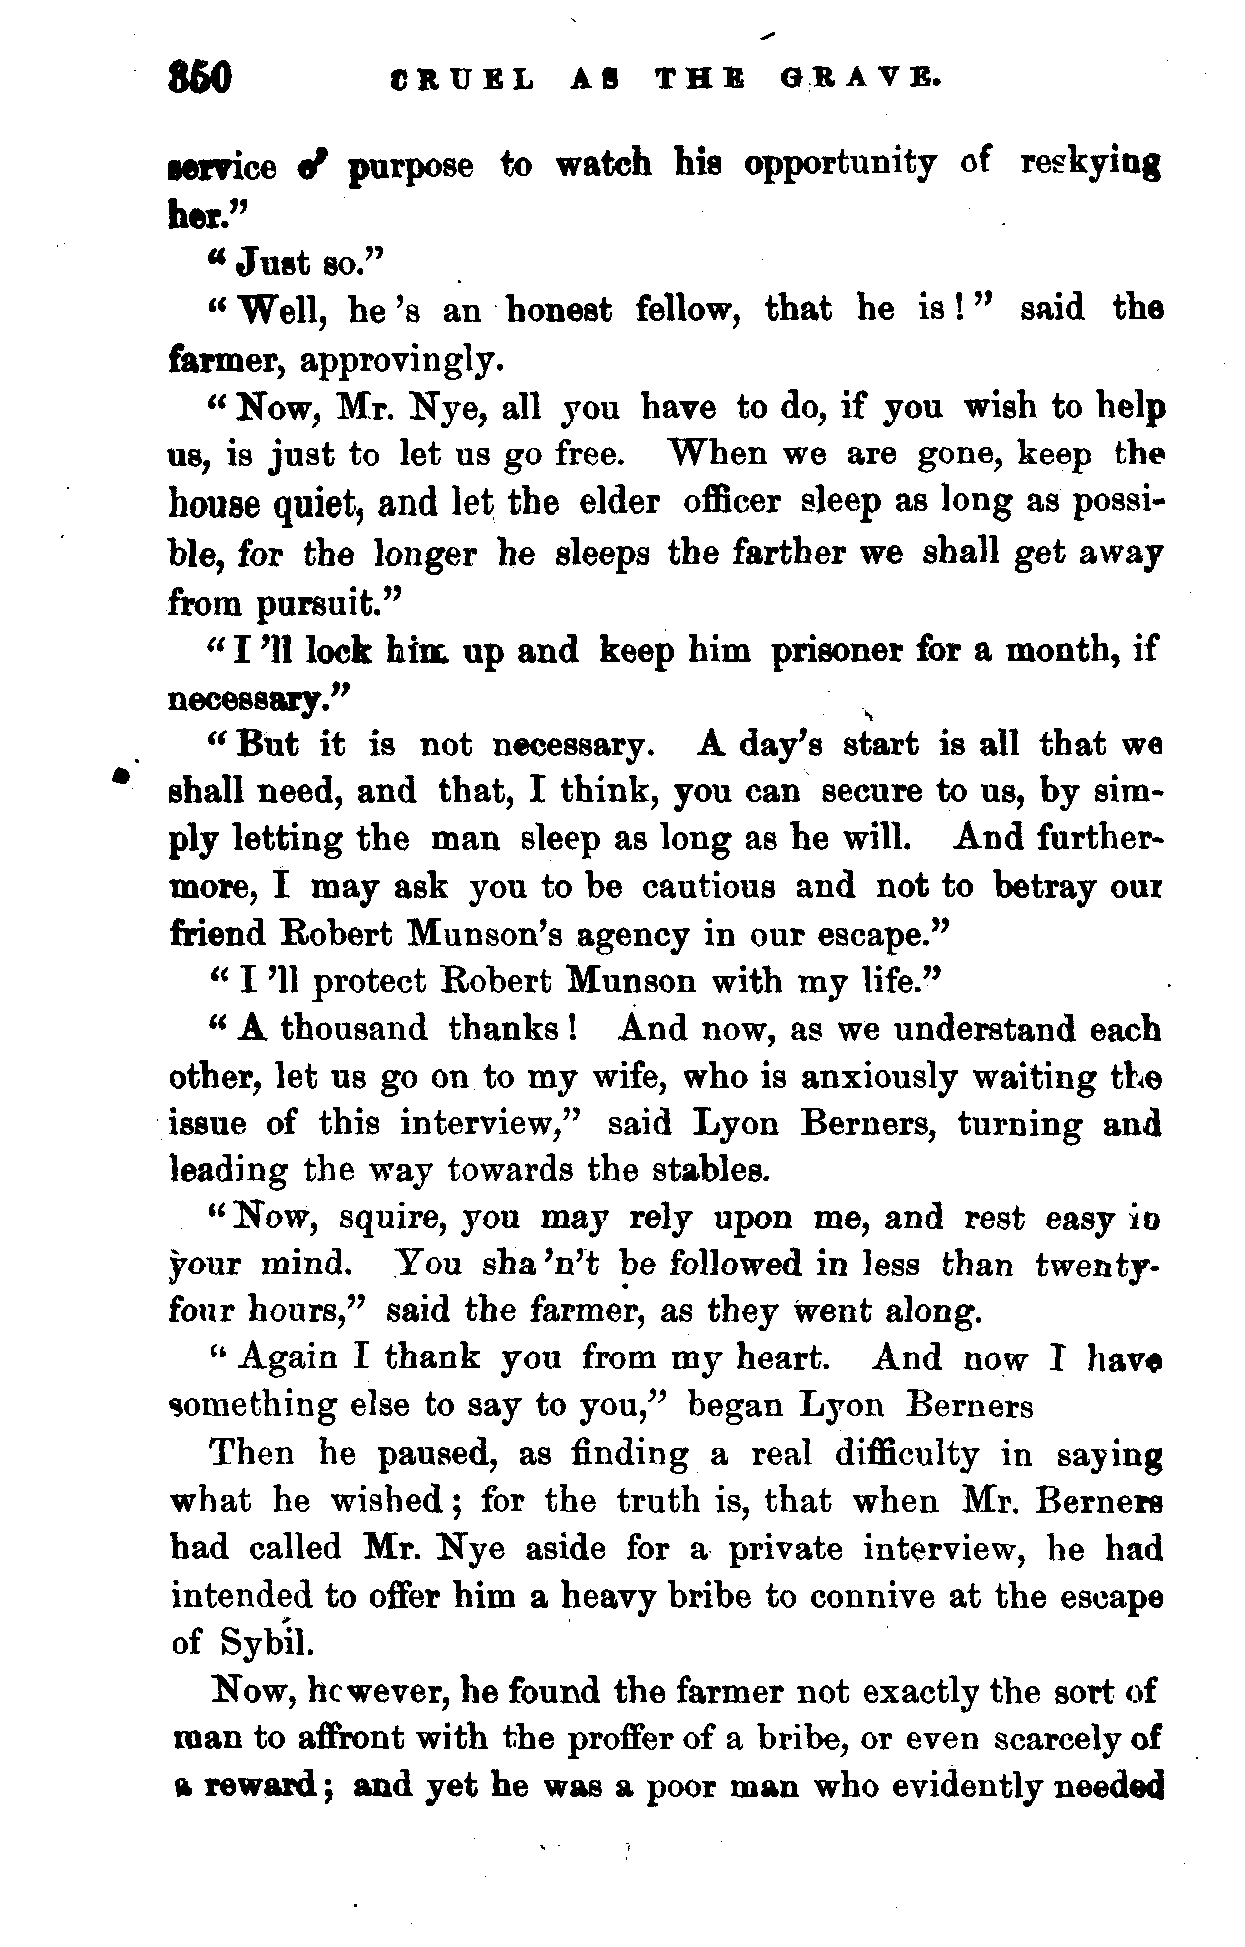 350 CRUEL AS THE GRAVE.
service o' purpose to watch his opportunity of reskying
her.”
“Just so.”
“Well, he's an honest fellow, that he is!” said the
farmer, approvingly.
“Now, Mr. Nye, all you have to do, if you wish to help
us, is just to let us go free. When we are gone, keep the
house quiet, and let the elder officer sleep as long as possi-
ble, for the longer he sleeps the farther we shall get away
from pursuit.”
“I'll lock him up and keep him prisoner for a month, if
necessary.”
“But it is not necessary. A day's start is all that we
shall need, and that, I think, you can secure to us, by sim-
ply letting the man sleep as long as he will. And further-
more, I may ask you to be cautious and not to betray our
friend Robert Munson's agency in our escape.”
“I'll protect Robert Munson with my life.”
“A thousand thanks! And now, as we understand each
other, let us go on to my wife, who is anxiously waiting the
issue of this interview,” said Lyon Berners, turning and
leading the way towards the stables.
“Now, squire, you may rely upon me, and rest easy in
your mind. You sha'n't be followed in less than twenty-
four hours,” said the farmer, as they went along.
“Again I thank you from my heart. And now I have
something else to say to you,” began Lyon Berners
Then he paused, as finding a real difficulty in saying
what he wished; for the truth is, that when Mr. Berners
had called Mr. Nye aside for a private interview, he had
intended to offer him a heavy bribe to connive at the escape
of Sybil.
Now, however, he found the farmer not exactly the sort of
man to affront with the proffer of a bribe, or even scarcely of
a reward; and yet he was a poor man who evidently needed